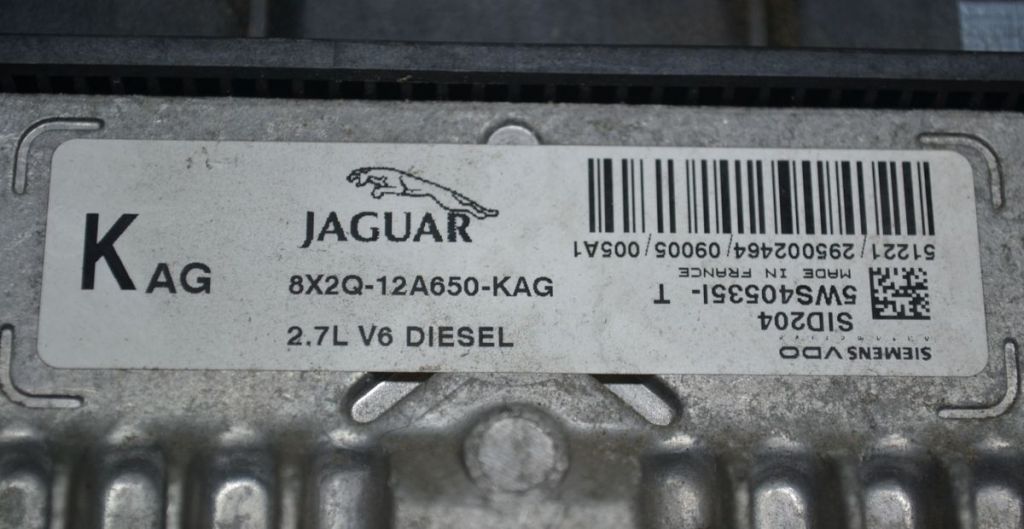 K AG
JAGUAR
8X2Q-12A650-KAG
2.7L V6 DIESEL
SIEMENS VDO
SID204
5WS40535I- T
MADE IN FRANCE
51221/295002464/09005/005A1